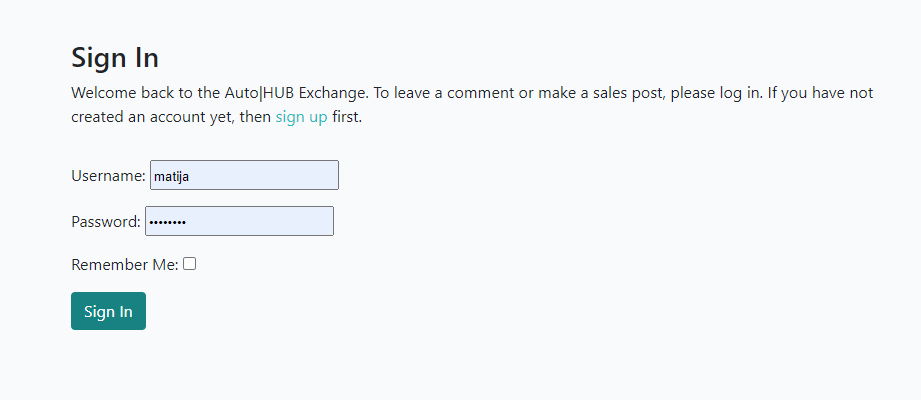 Sign In
Welcome back to the Auto|HUB Exchange. To leave a comment or make a sales post, please log in. If you have not
created an account yet, then sign up first.
Username: matija
Password: ••••••••
Remember Me:
Sign In